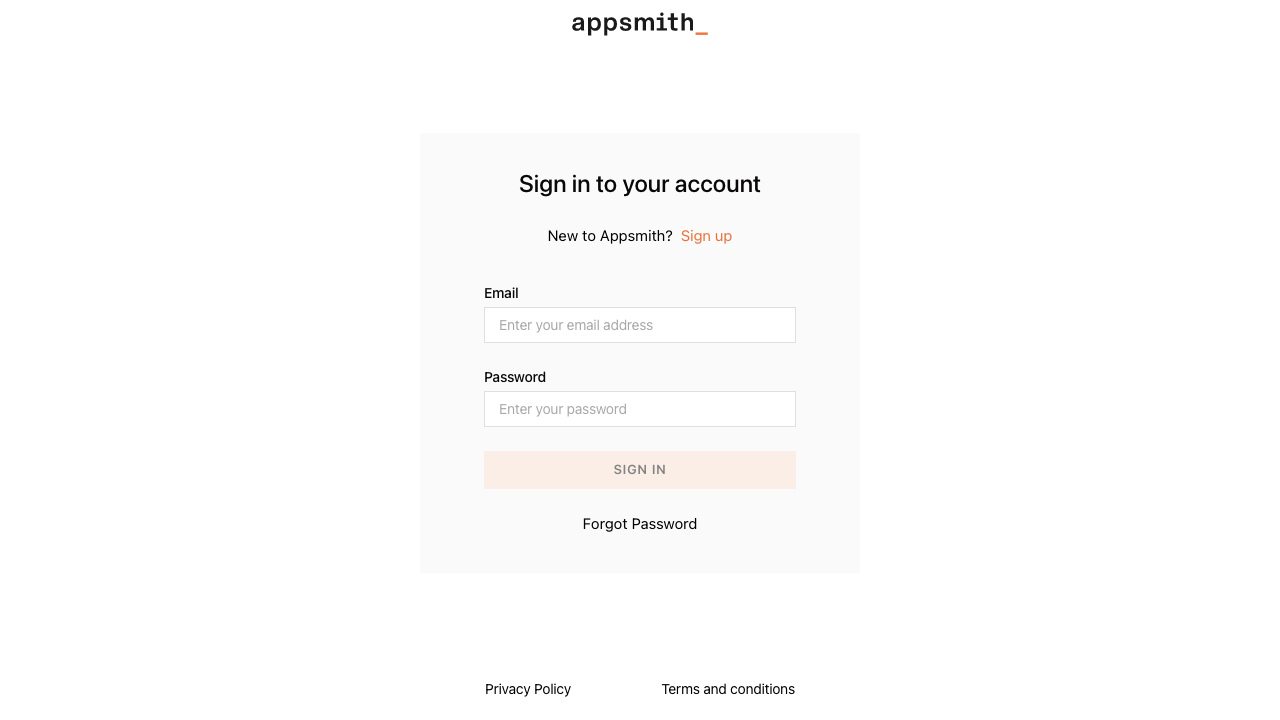 appsmith_
Sign in to your account
New to Appsmith? Sign up
Email
Enter your email address
Password
Enter your password
SIGN IN
Forgot Password
Privacy Policy Terms and conditions